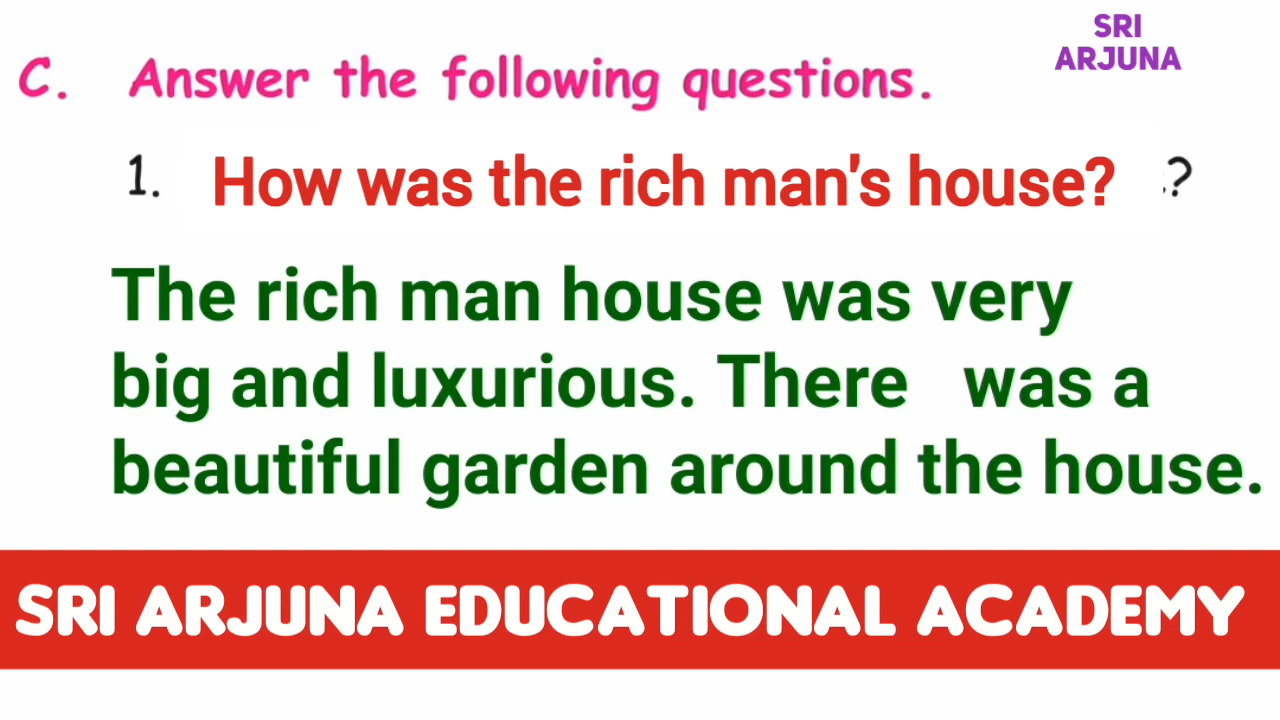 SRI
ARJUNA
C. Answer the following questions.
1. How was the rich man's house? ?
The rich man house was very
big and luxurious. There was a
beautiful garden around the house.
SRI ARJUNA EDUCATIONAL ACADEMY